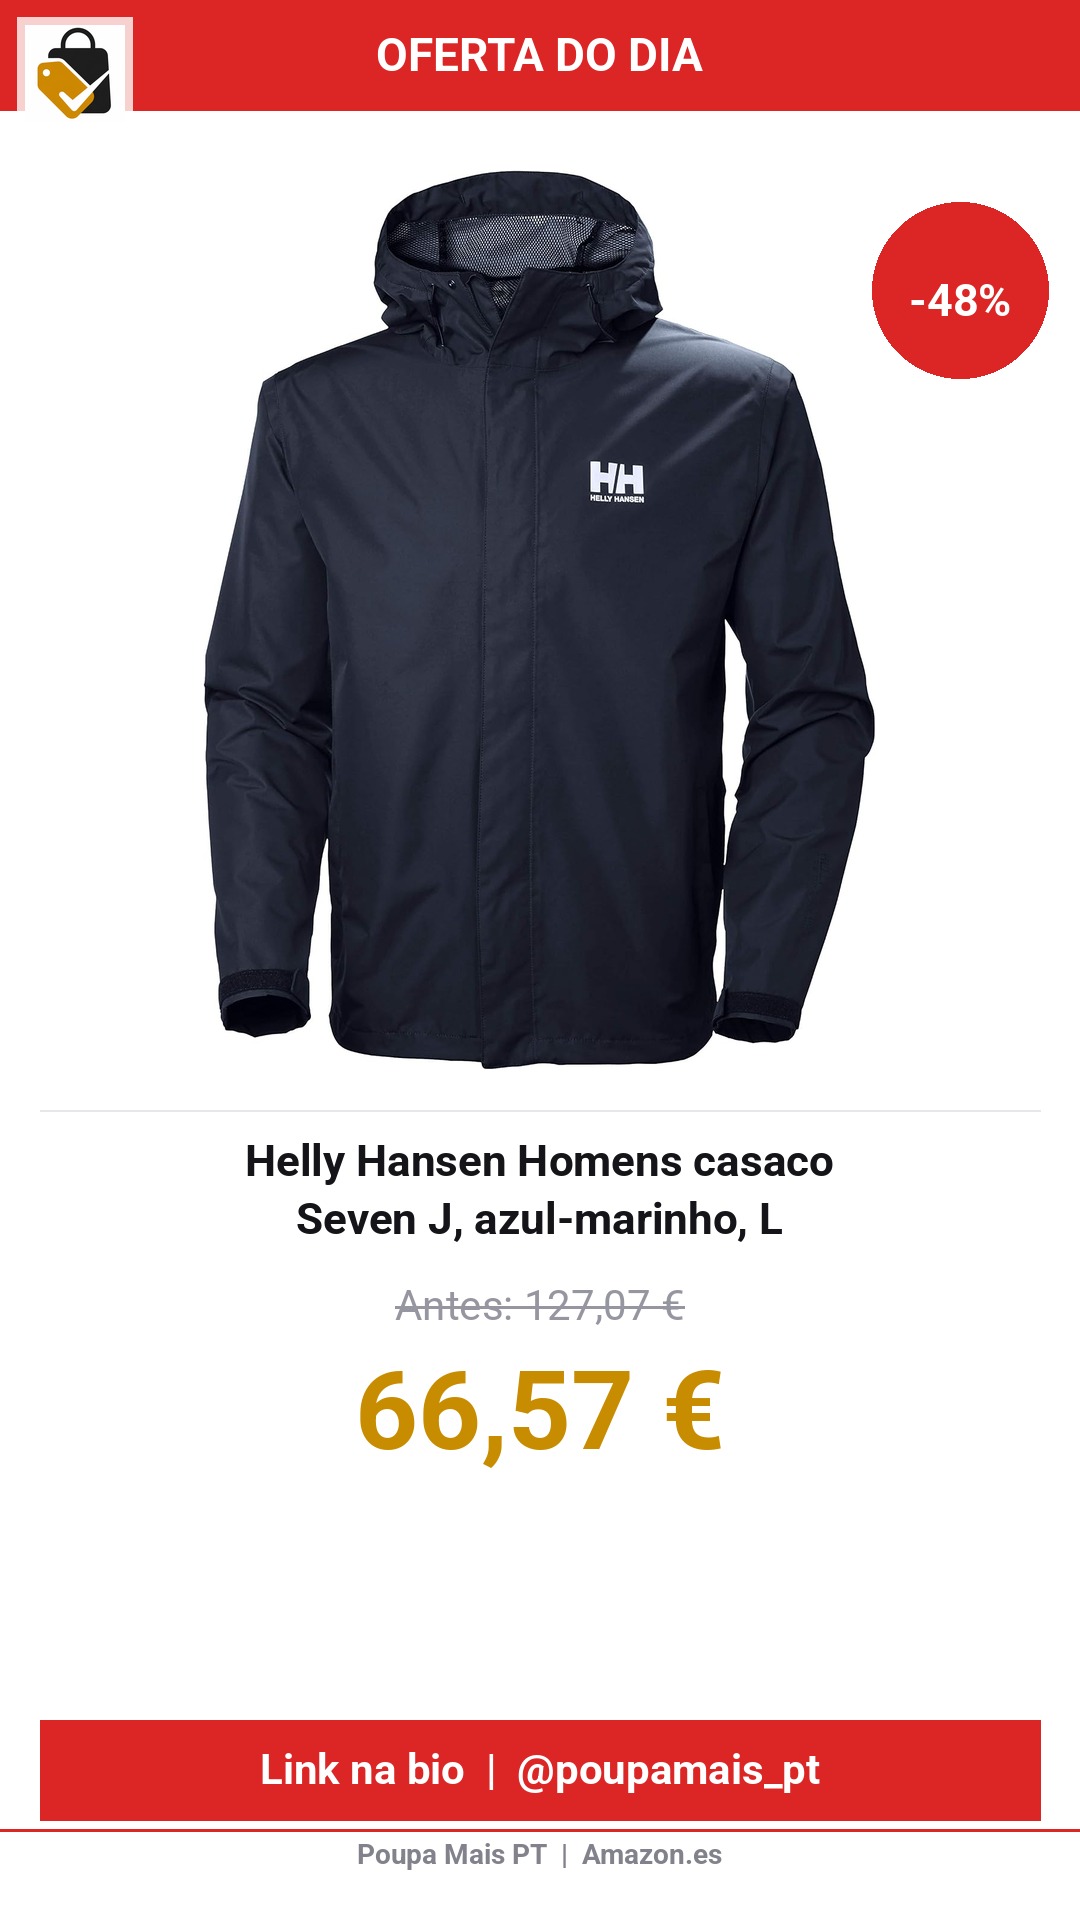 OFERTA DO DIA
-48%
HH
HELLY HANSEN
Helly Hansen Homens casaco
Seven J, azul-marinho, L
Antes: 127,07 €
66,57 €
Link na bio | @poupamais_pt
Poupa Mais PT | Amazon.es